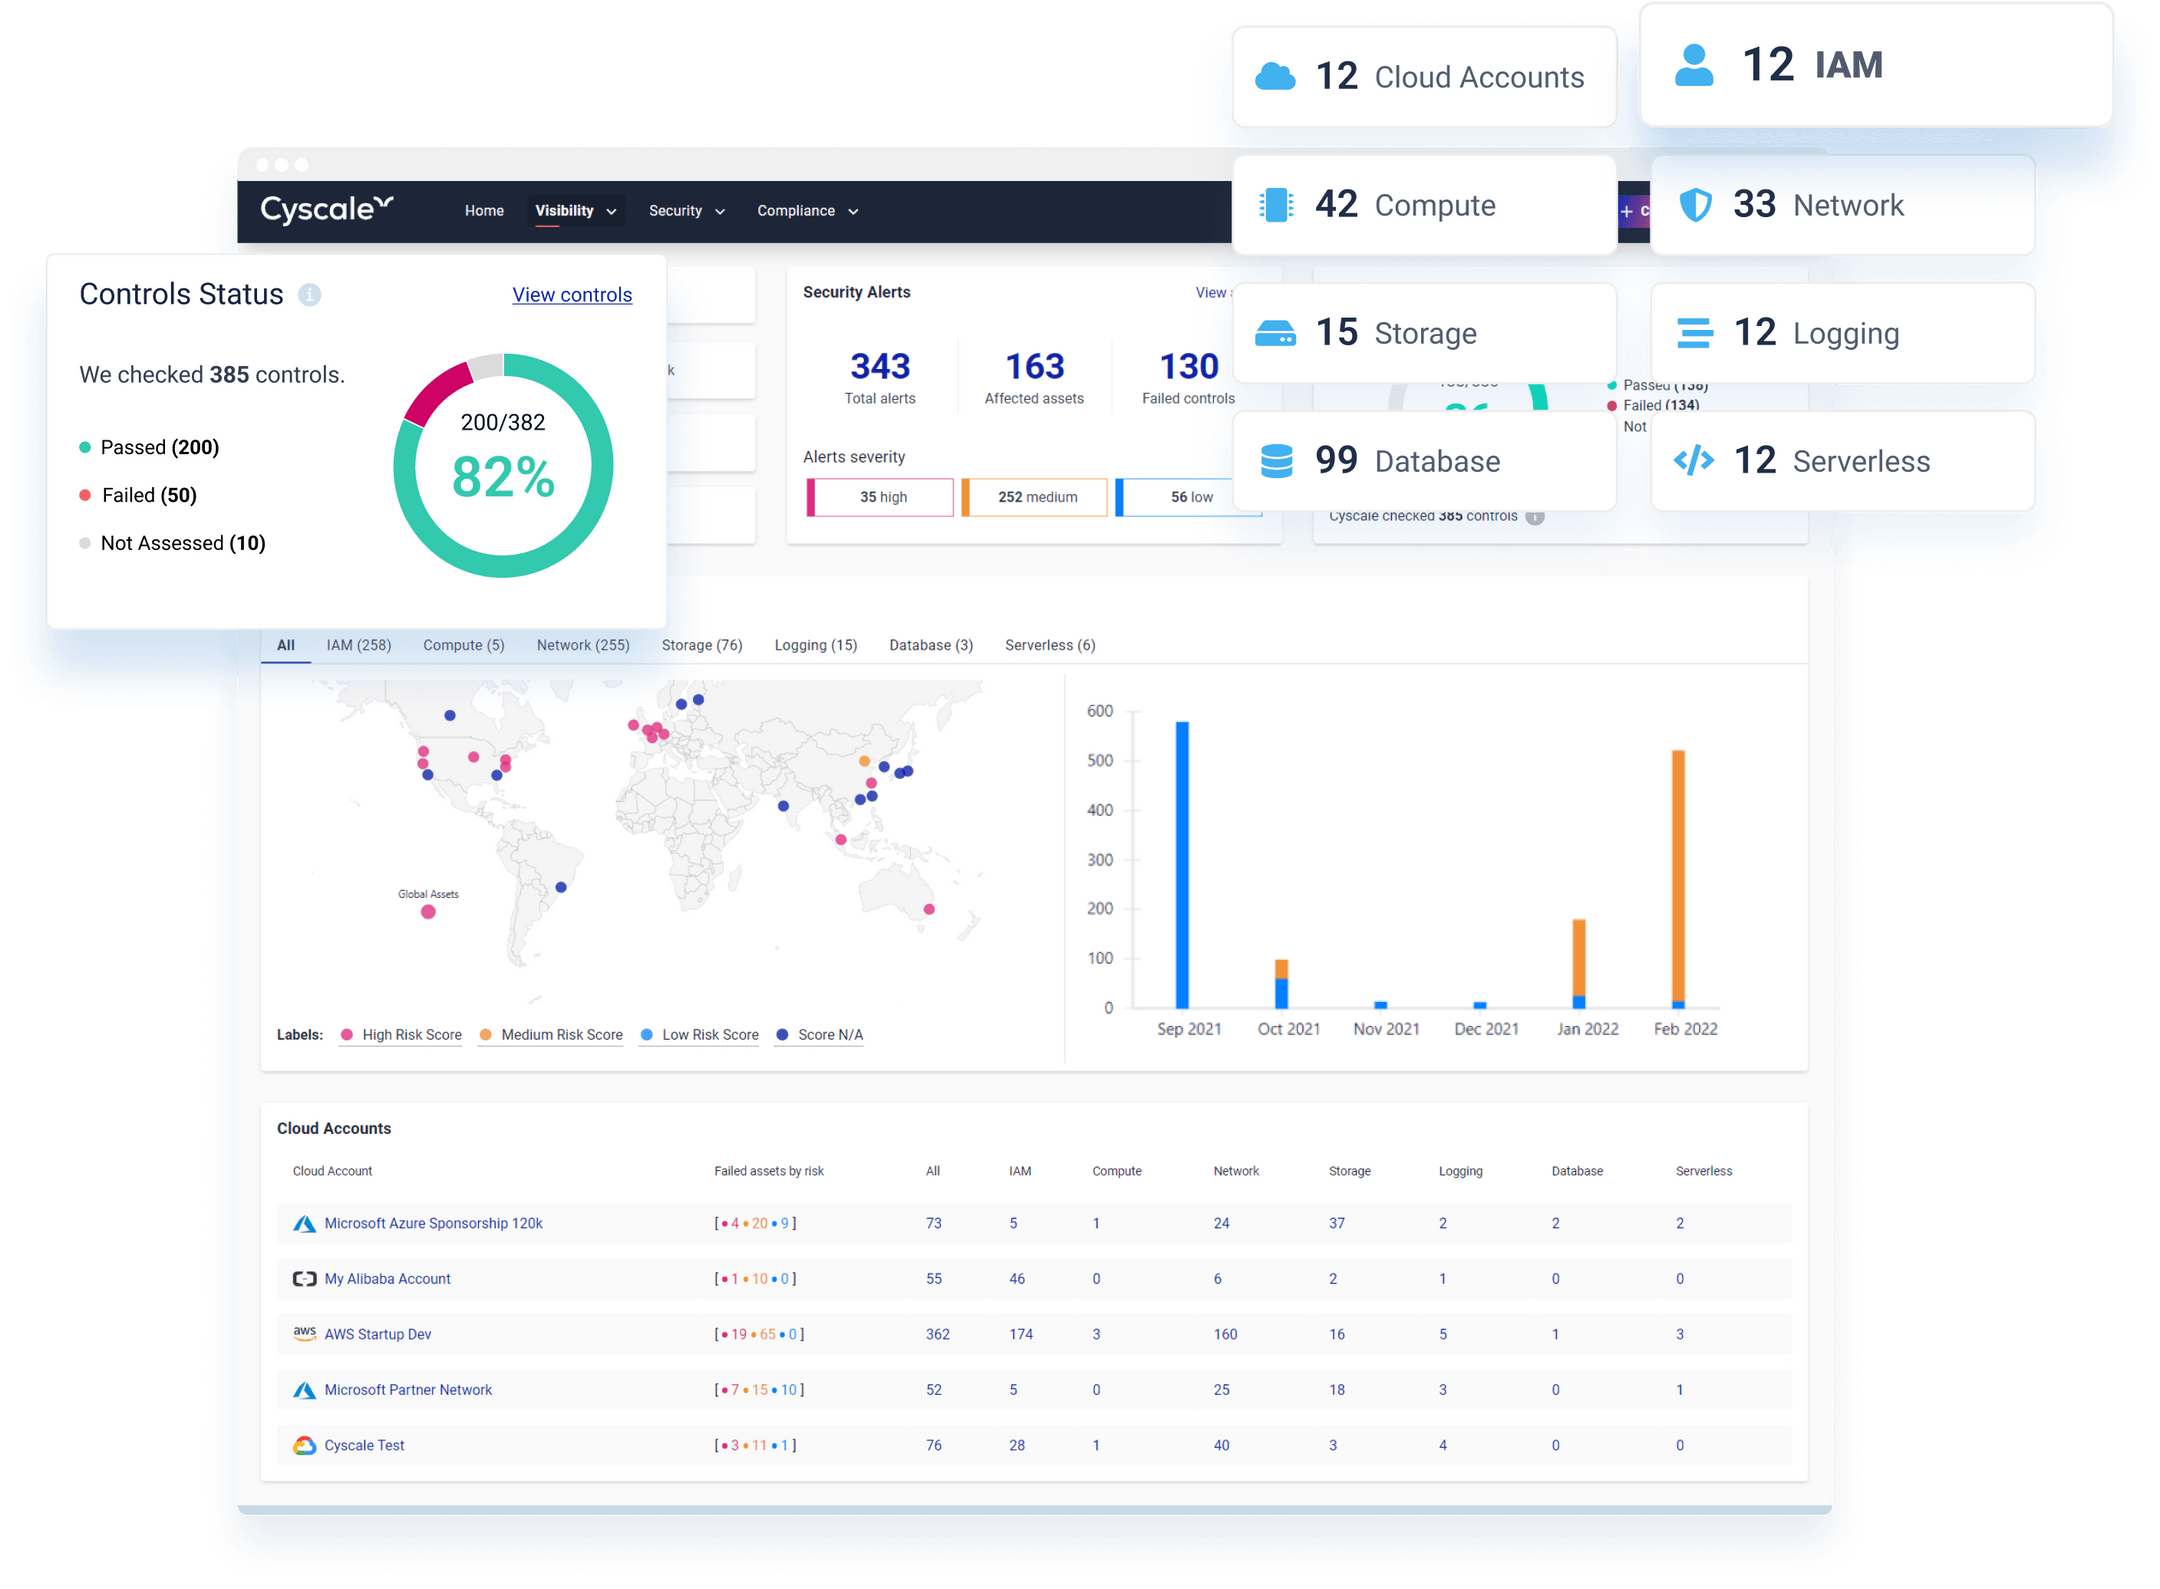 12 Cloud Accounts
12 IAM
42 Compute
33 Network
15 Storage
12 Logging
99 Database
12 Serverless
Cyscale
Home
Visibility
Security
Compliance
+ C
Controls Status
View controls
We checked 385 controls.
Passed (200)
Failed (50)
Not Assessed (10)
200/382
82%
k
Security Alerts
View
343
Total alerts
163
Affected assets
130
Failed controls
Alerts severity
35 high
252 medium
56 low
Passed (138)
Failed (134)
Not
Cyscale checked 385 controls
All
IAM (258)
Compute (5)
Network (255)
Storage (76)
Logging (15)
Database (3)
Serverless (6)
Global Assets
Labels:
High Risk Score
Medium Risk Score
Low Risk Score
Score N/A
600
500
400
300
200
100
0
Sep 2021
Oct 2021
Nov 2021
Dec 2021
Jan 2022
Feb 2022
Cloud Accounts
Cloud Account Failed assets by risk All IAM Compute Network Storage Logging Database Serverless
Microsoft Azure Sponsorship 120k [ • 4 • 20 • 9 ] 73 5 1 24 37 2 2 2
My Alibaba Account [ • 1 • 10 • 0 ] 55 46 0 6 2 1 0 0
aws AWS Startup Dev [ • 19 • 65 • 0 ] 362 174 3 160 16 5 1 3
Microsoft Partner Network [ • 7 • 15 • 10 ] 52 5 0 25 18 3 0 1
Cyscale Test [ • 3 • 11 • 1 ] 76 28 1 40 3 4 0 0